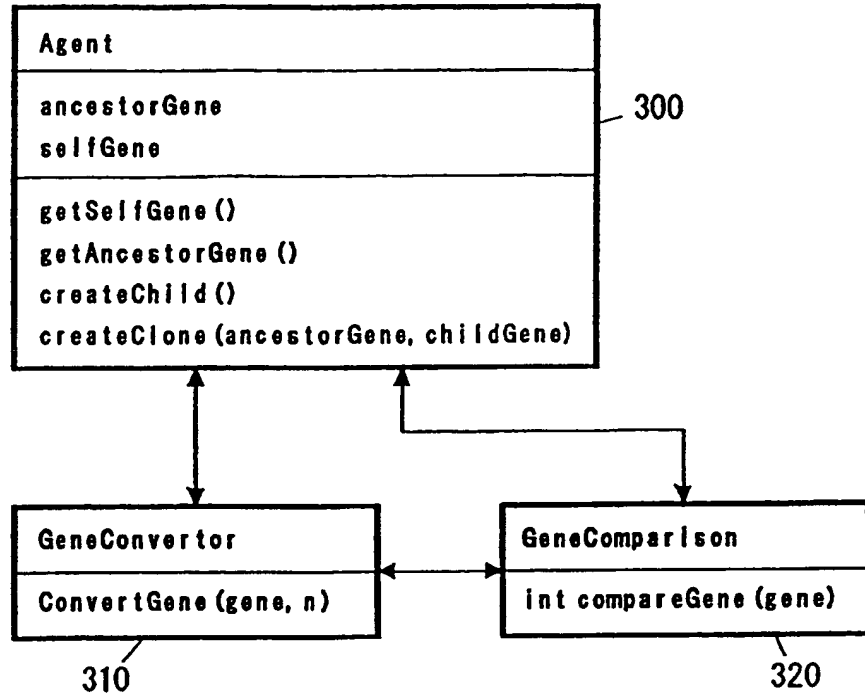 Agent
ancestorGene
selfGene
300
getSelfGene()
getAncestorGene()
createChild()
createClone(ancestorGene, childGene)
GeneConvertor
ConvertGene(gene, n)
310
GeneComparison
int compareGene(gene)
320